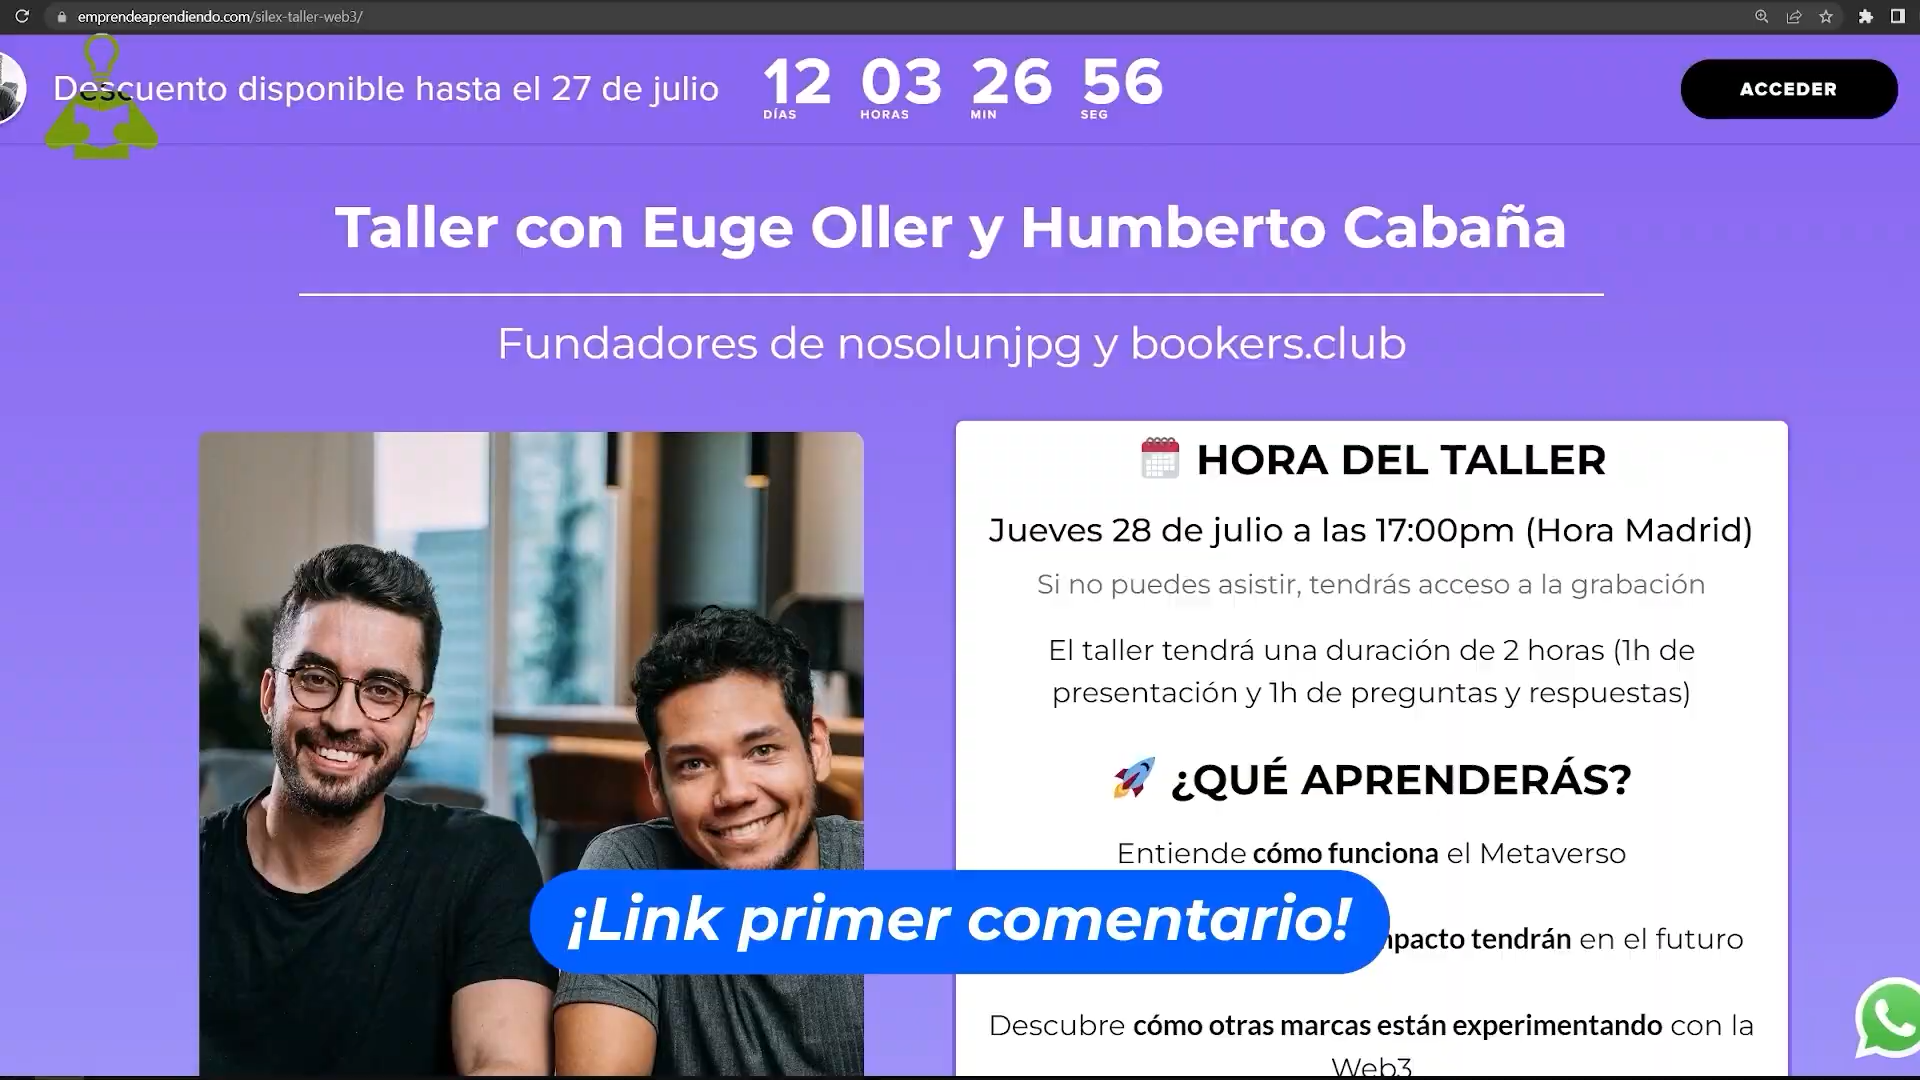 emprendeaprendiendo.com/silex-taller-web3/
Descuento disponible hasta el 27 de julio
12 03 26 56
DÍAS HORAS MIN SEG
ACCEDER
Taller con Euge Oller y Humberto Cabaña
Fundadores de nosolunjpg y bookers.club
HORA DEL TALLER
Jueves 28 de julio a las 17:00pm (Hora Madrid)
Si no puedes asistir, tendrás acceso a la grabación
El taller tendrá una duración de 2 horas (1h de
presentación y 1h de preguntas y respuestas)
¿QUÉ APRENDERÁS?
Entiende cómo funciona el Metaverso
¡Link primer comentario!
tendrán en el futuro
Descubre cómo otras marcas están experimentando con la
Web3